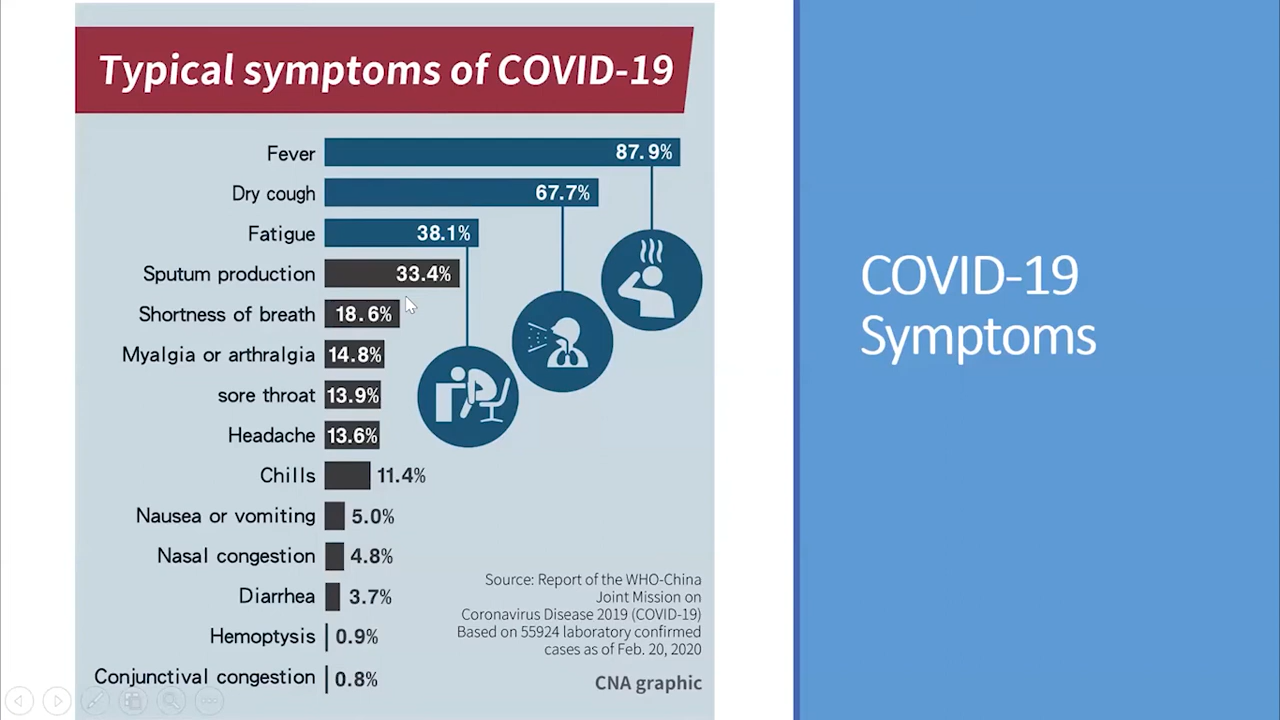 Typical symptoms of COVID-19
Fever 87.9%
Dry cough 67.7%
Fatigue 38.1%
Sputum production 33.4%
Shortness of breath 18.6%
Myalgia or arthralgia 14.8%
sore throat 13.9%
Headache 13.6%
Chills 11.4%
Nausea or vomiting 5.0%
Nasal congestion 4.8%
Diarrhea 3.7%
Hemoptysis 0.9%
Conjunctival congestion 0.8%
Source: Report of the WHO-China
Joint Mission on
Coronavirus Disease 2019 (COVID-19)
Based on 55924 laboratory confirmed
cases as of Feb. 20, 2020
CNA graphic
COVID-19
Symptoms